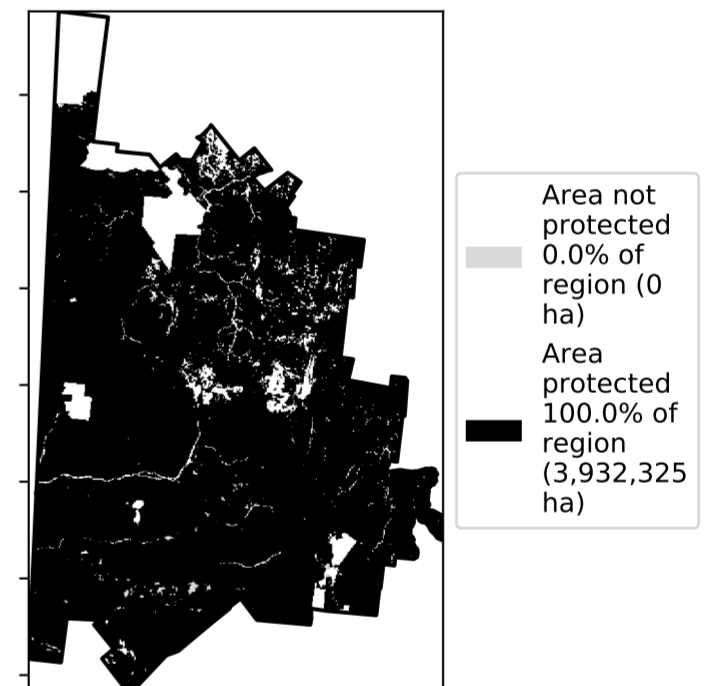 Area not
protected
0.0% of
region (0
ha)
Area
protected
100.0% of
region
(3,932,325
ha)